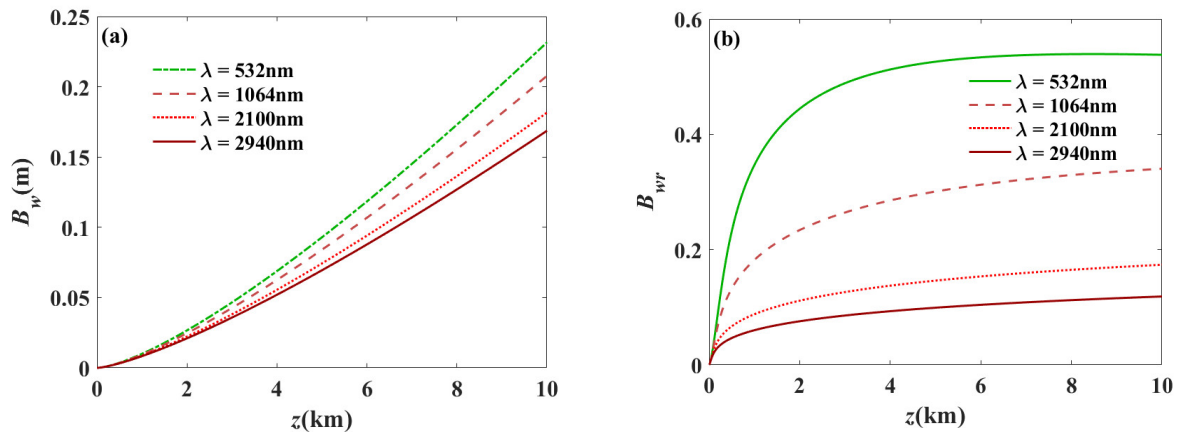 (a)
λ = 532nm
λ = 1064nm
λ = 2100nm
λ = 2940nm
0.25
0.2
0.15
0.1
0.05
0
B_w(m)
0 2 4 6 8 10
z(km)
(b)
λ = 532nm
λ = 1064nm
λ = 2100nm
λ = 2940nm
0.6
0.4
0.2
0
B_wr
0 2 4 6 8 10
z(km)